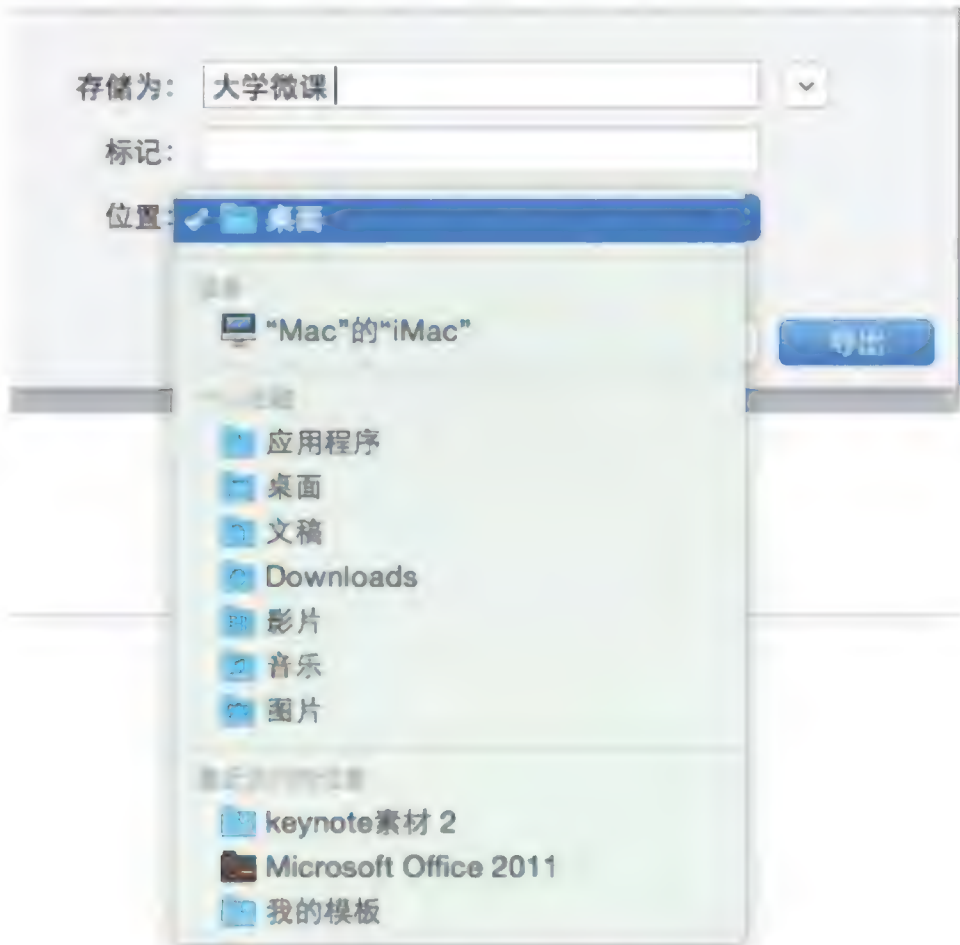 存储为: 大学微课
标记:
位置: 桌面
“Mac”的“iMac”
导出
应用程序
桌面
文稿
Downloads
影片
音乐
图片
keynote素材 2
Microsoft Office 2011
我的模板